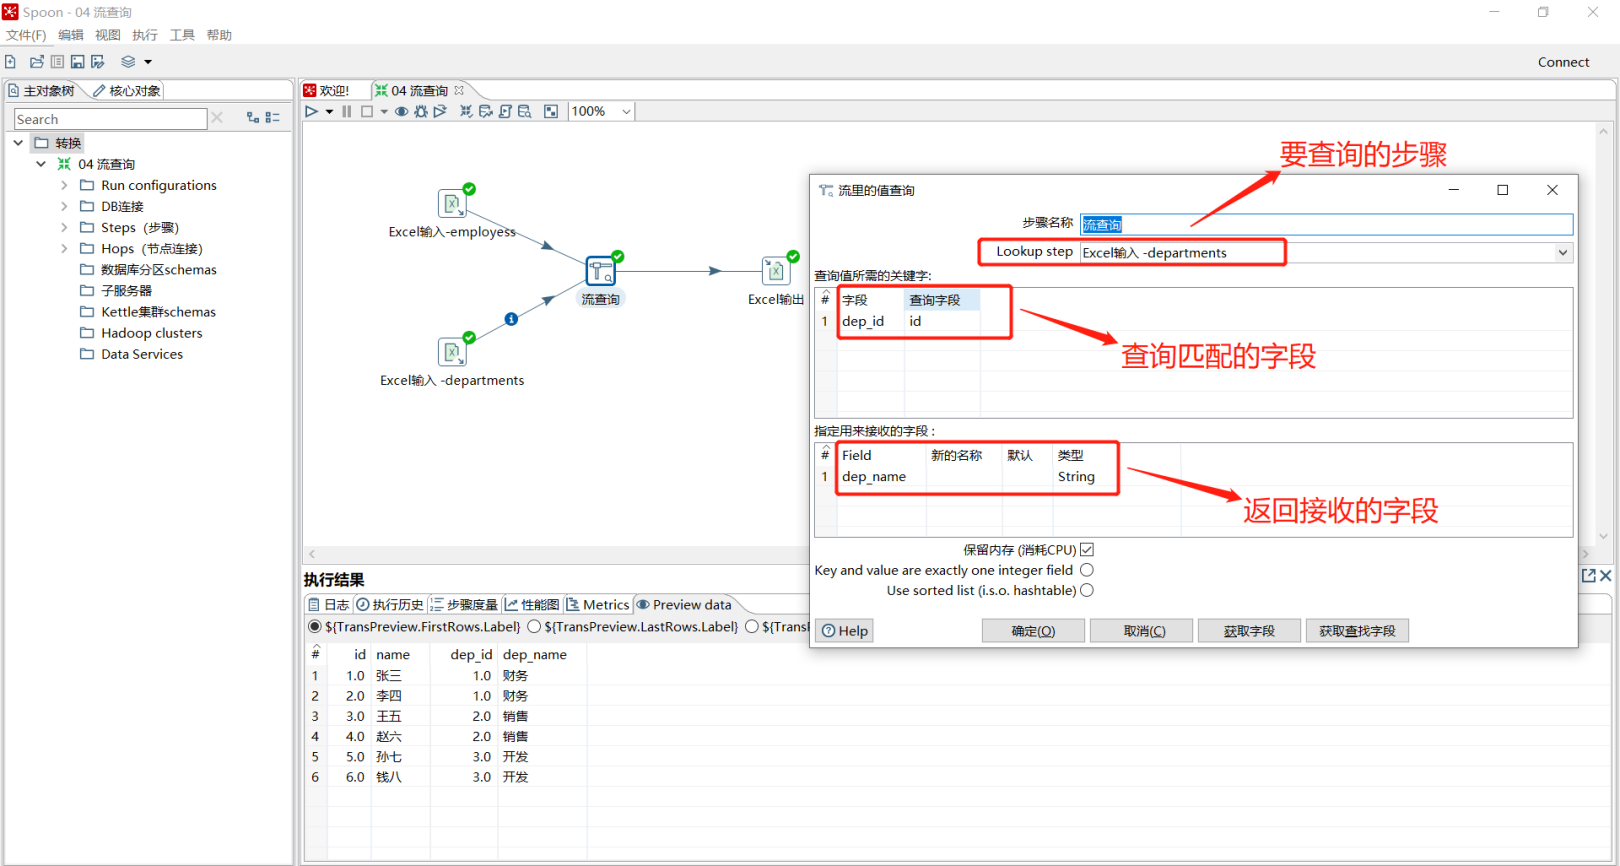 Spoon - 04 流查询
文件(F) 编辑 视图 执行 工具 帮助
Connect
主对象树 核心对象
Search
转换
04 流查询
Run configurations
DB连接
Steps（步骤）
Hops（节点连接）
数据库分区schemas
子服务器
Kettle集群schemas
Hadoop clusters
Data Services
欢迎! 04 流查询
100%
Excel输入-employess
流查询
Excel输出
Excel输入 -departments
要查询的步骤
流里的值查询
步骤名称 流查询
Lookup step Excel输入 -departments
查询值所需的关键字:
# 字段 查询字段
1 dep_id id
查询匹配的字段
指定用来接收的字段 :
# Field 新的名称 默认 类型
1 dep_name String
返回接收的字段
保留内存 (消耗CPU)
Key and value are exactly one integer field
Use sorted list (i.s.o. hashtable)
Help 确定(O) 取消(C) 获取字段 获取查找字段
执行结果
日志 执行历史 步骤度量 性能图 Metrics Preview data
${TransPreview.FirstRows.Label} ${TransPreview.LastRows.Label} ${TransI
# id name dep_id dep_name
1 1.0 张三 1.0 财务
2 2.0 李四 1.0 财务
3 3.0 王五 2.0 销售
4 4.0 赵六 2.0 销售
5 5.0 孙七 3.0 开发
6 6.0 钱八 3.0 开发